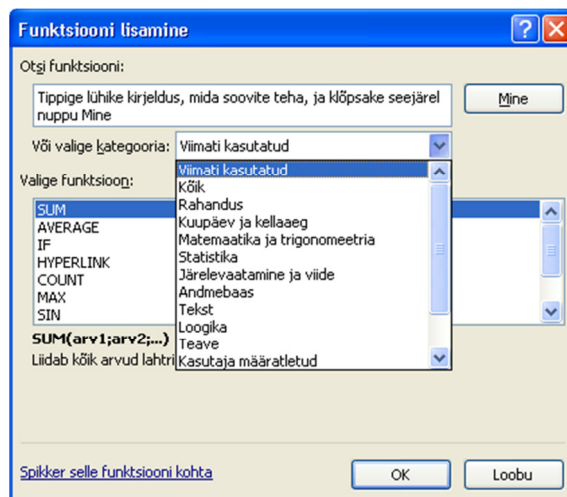 Funktsiooni lisamine
Otsi funktsiooni:
Tippige lühike kirjeldus, mida soovite teha, ja klõpsake seejärel
nuppu Mine
Mine
Või valige kategooria: Viimati kasutatud
Viimati kasutatud
Kõik
Rahandus
Kuupäev ja kellaaeg
Matemaatika ja trigonomeetria
Statistika
Järelevaatamine ja viide
Andmebaas
Tekst
Loogika
Teave
Kasutaja määratletud
Valige funktsioon:
SUM
AVERAGE
IF
HYPERLINK
COUNT
MAX
SIN
SUM(arv1;arv2;...)
Liidab kõik arvud lahtri
Spikker selle funktsiooni kohta
OK
Loobu